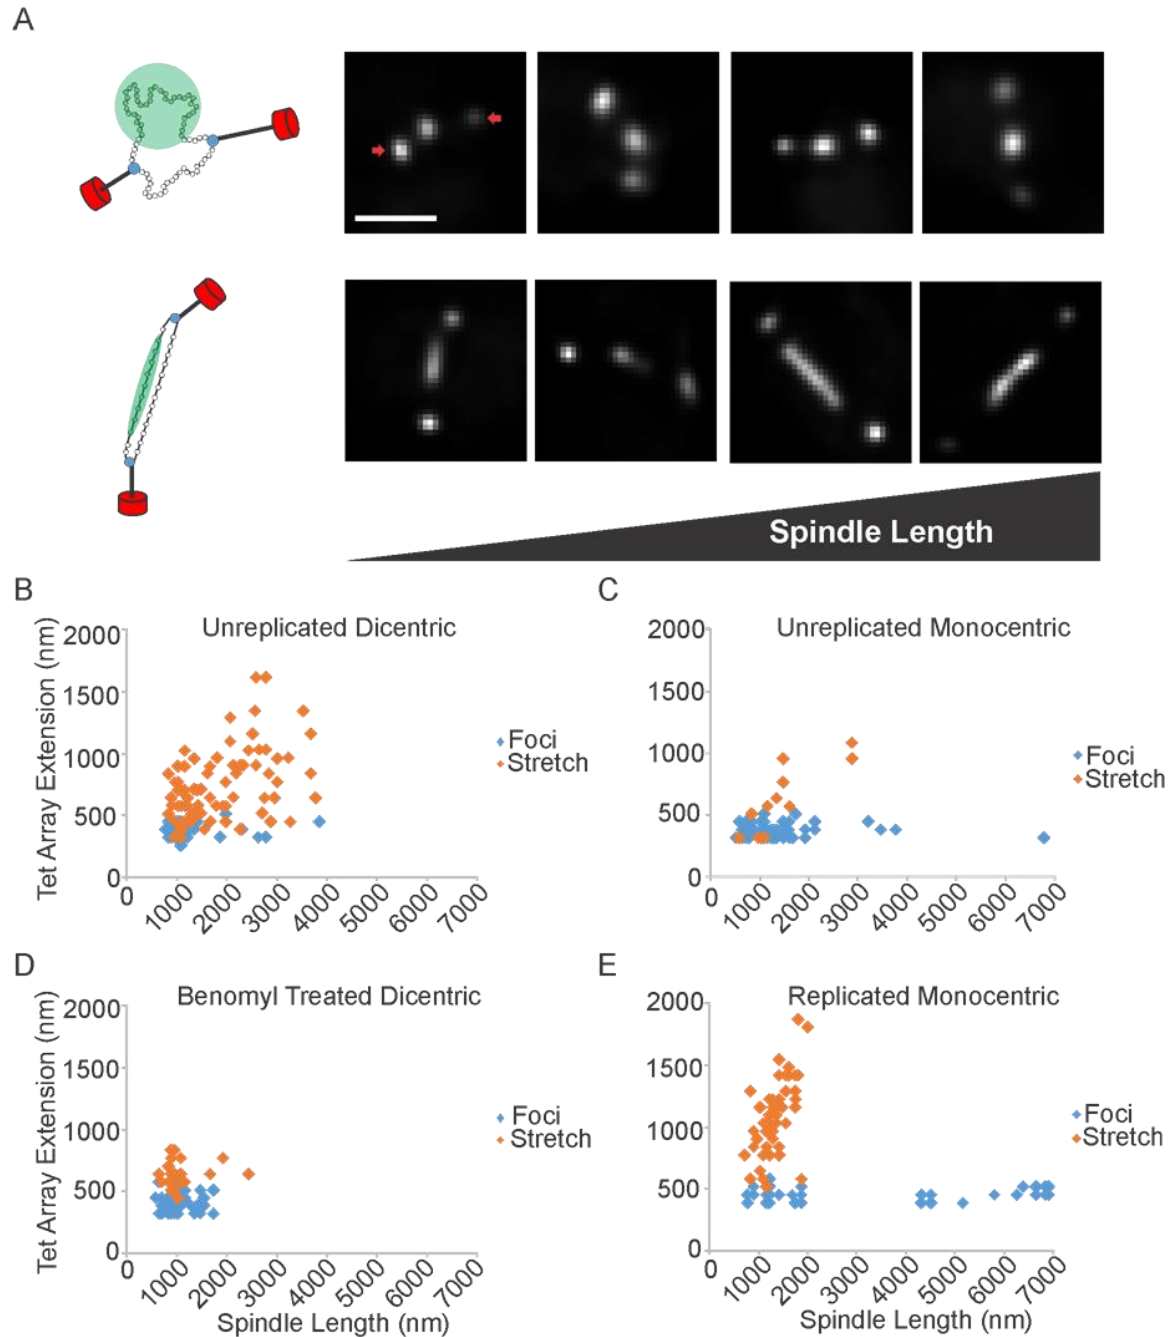 A
Spindle Length
B
Unreplicated Dicentric
Tet Array Extension (nm)
2000
1500
1000
500
0
0 1000 2000 3000 4000 5000 6000 7000
Foci
Stretch
C
Unreplicated Monocentric
2000
1500
1000
500
0
0 1000 2000 3000 4000 5000 6000 7000
Foci
Stretch
D
Benomyl Treated Dicentric
Tet Array Extension (nm)
2000
1500
1000
500
0
0 1000 2000 3000 4000 5000 6000 7000
Spindle Length (nm)
Foci
Stretch
E
Replicated Monocentric
2000
1500
1000
500
0
0 1000 2000 3000 4000 5000 6000 7000
Spindle Length (nm)
Foci
Stretch